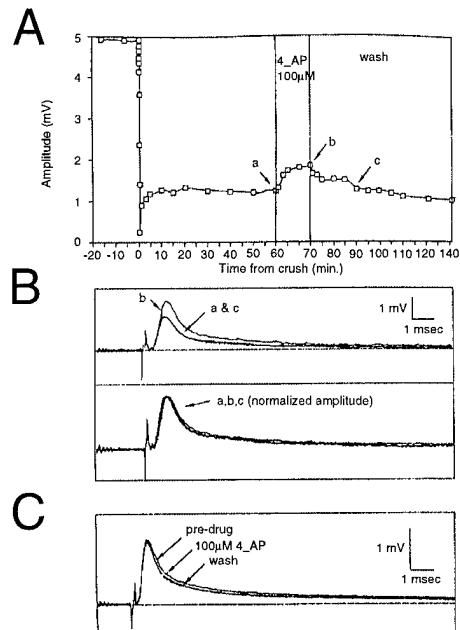 A
Amplitude (mV)
5
4
3
2
1
0
4_AP
100μM
wash
a
b
c
-20 -10 0 10 20 30 40 50 60 70 80 90 100 110 120 130 140
Time from crush (min.)
B
b
a & c
1 mV
1 msec
a,b,c (normalized amplitude)
C
pre-drug
100μM 4_AP
wash
1 mV
1 msec